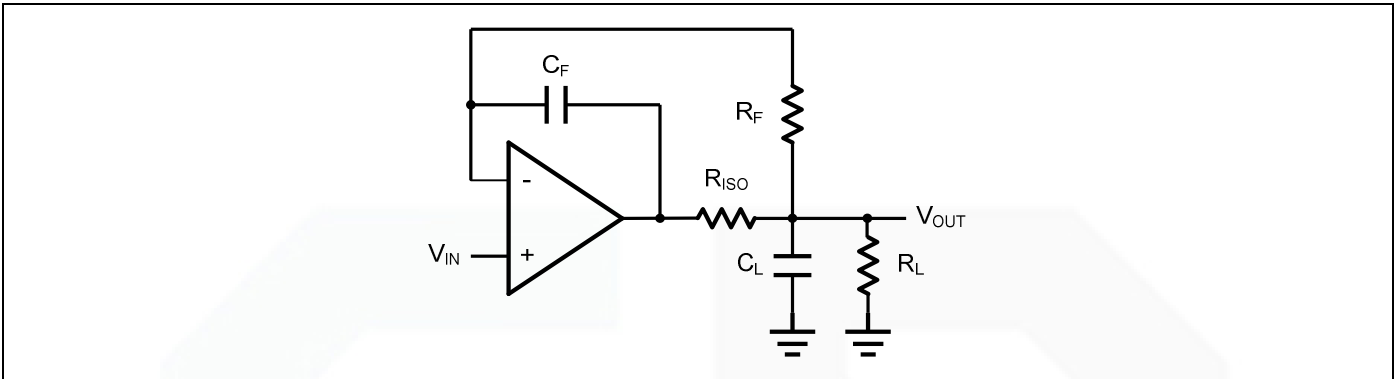 C_F
R_F
-
R_ISO
V_OUT
V_IN
+
C_L
R_L